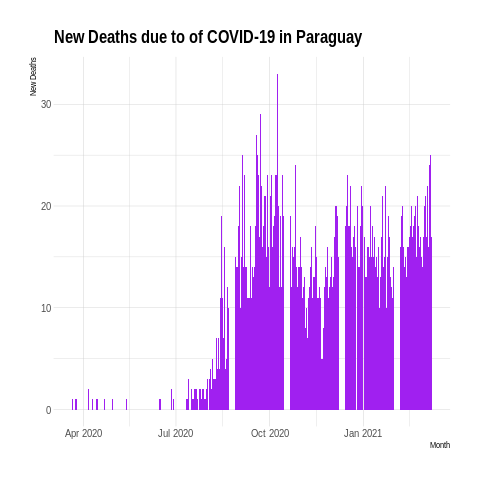 New Deaths due to of COVID-19 in Paraguay
New Deaths
30
20
10
0
Apr 2020 Jul 2020 Oct 2020 Jan 2021
Month